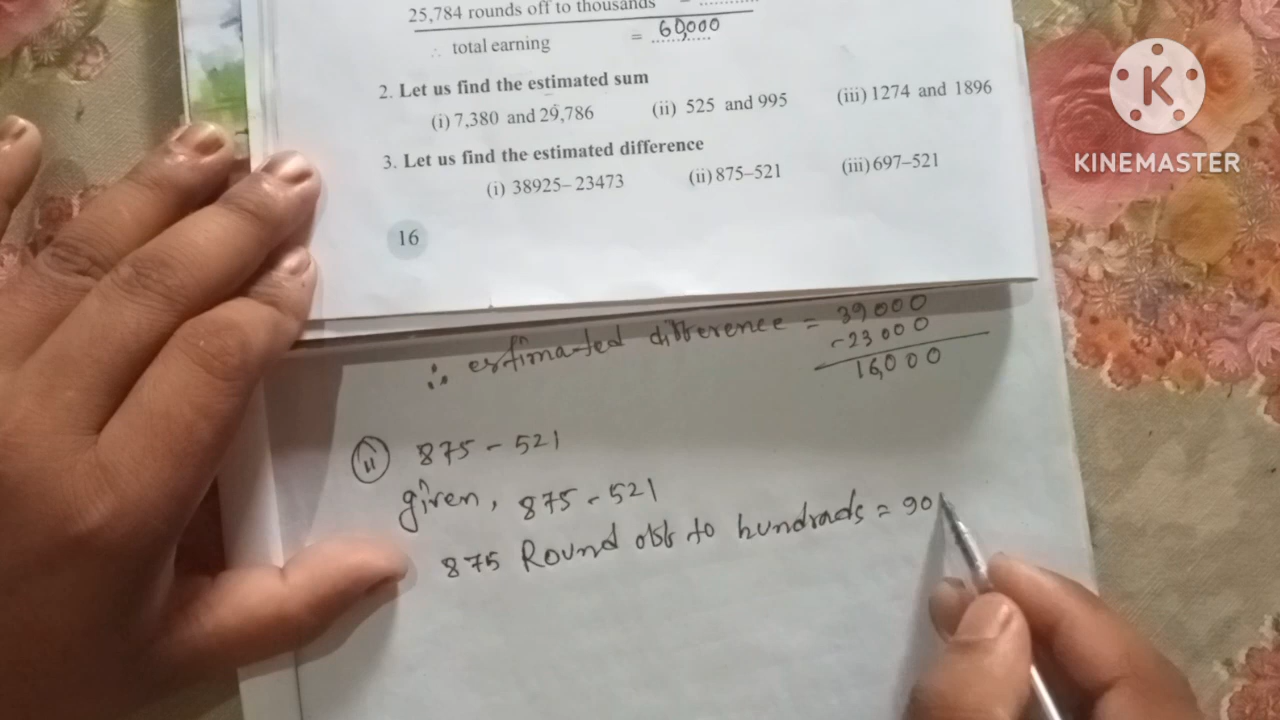 25,784 rounds off to thousands = ............
∴ total earning = 60,000
2. Let us find the estimated sum
(i) 7,380 and 29,786 (ii) 525 and 995 (iii) 1274 and 1896
3. Let us find the estimated difference
(i) 38925–23473 (ii) 875–521 (iii) 697–521
16
K
KINEMASTER
∴ estimated difference = 39000
- 23000
16,000
(ii) 875 - 521
given, 875 - 521
875 Round off to hundrads = 90